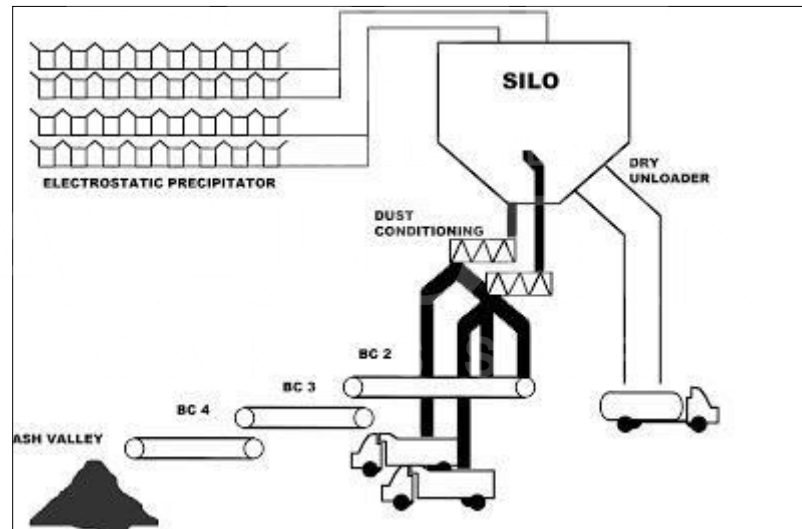 SILO
ELECTROSTATIC PRECIPITATOR
DRY
UNLOADER
DUST
CONDITIONING
BC 2
BC 3
BC 4
ASH VALLEY